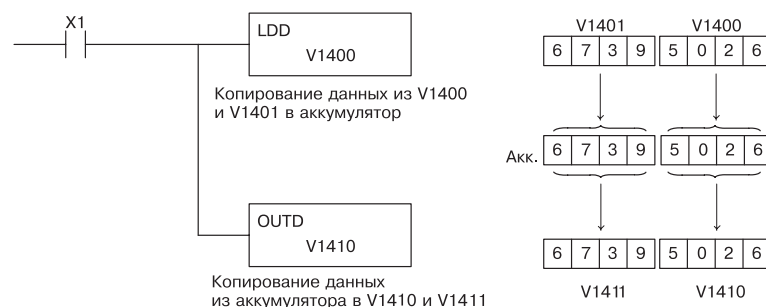 X1
LDD
V1400
Копирование данных из V1400
и V1401 в аккумулятор
OUTD
V1410
Копирование данных
из аккумулятора в V1410 и V1411
V1401 V1400
6 7 3 9 5 0 2 6
Акк. 6 7 3 9 5 0 2 6
6 7 3 9 5 0 2 6
V1411 V1410